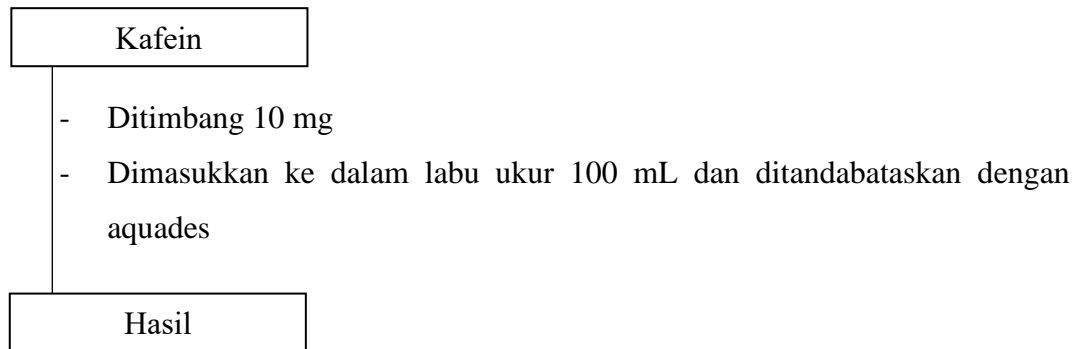 Kafein
- Ditimbang 10 mg
- Dimasukkan ke dalam labu ukur 100 mL dan ditandabataskan dengan
aquades
Hasil